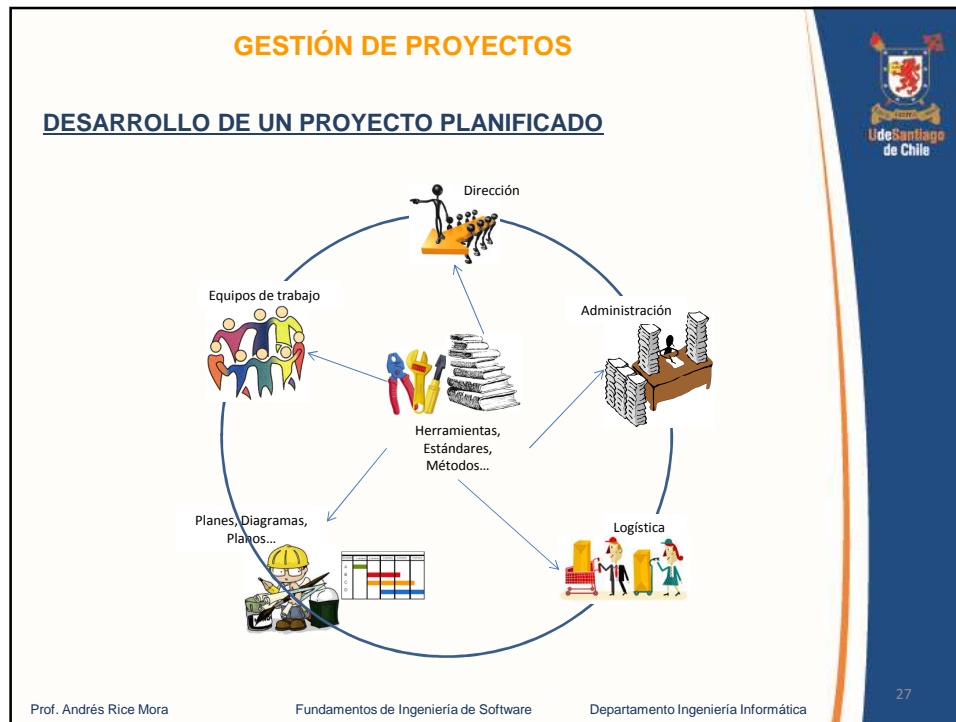 GESTIÓN DE PROYECTOS
DESARROLLO DE UN PROYECTO PLANIFICADO
UdeSantiago
de Chile
Dirección
Equipos de trabajo
Administración
Herramientas,
Estándares,
Métodos…
Planes, Diagramas,
Planos…
Logística
A
B
C
D
Prof. Andrés Rice Mora
Fundamentos de Ingeniería de Software
Departamento Ingeniería Informática
27